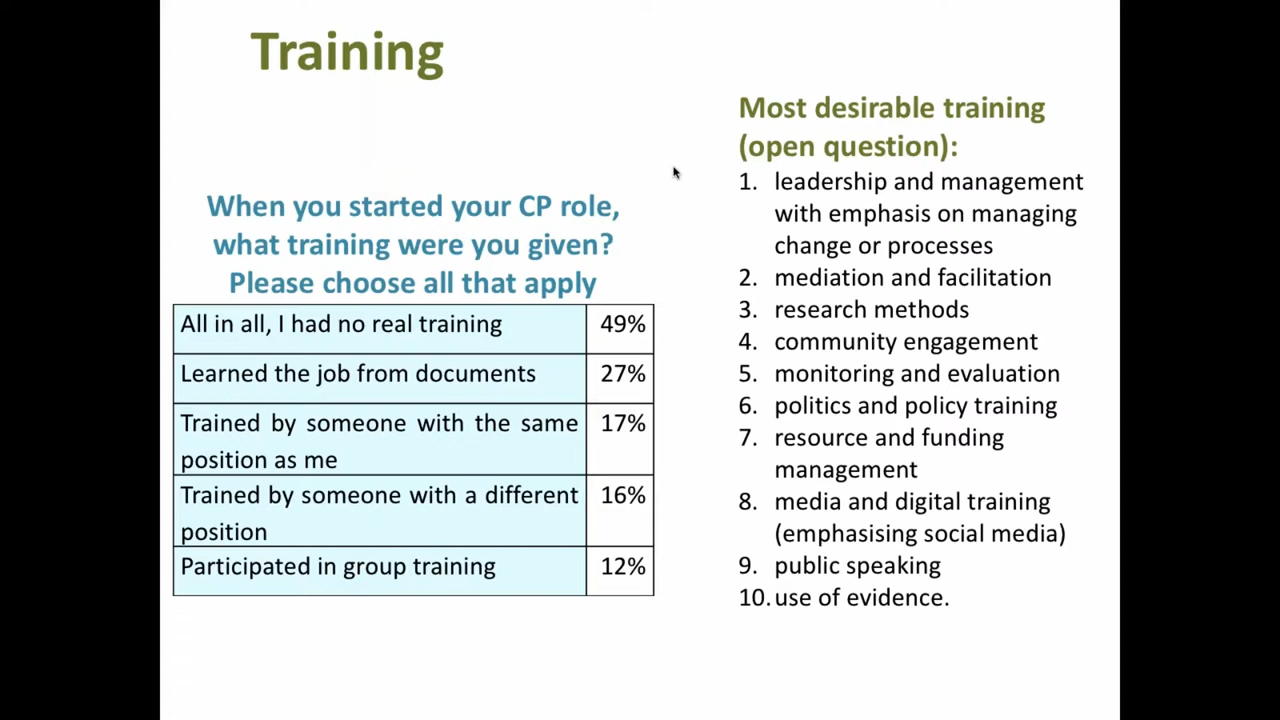 Training
When you started your CP role,
what training were you given?
Please choose all that apply
All in all, I had no real training 49%
Learned the job from documents 27%
Trained by someone with the same 17%
position as me
Trained by someone with a different 16%
position
Participated in group training 12%
Most desirable training
(open question):
1. leadership and management
with emphasis on managing
change or processes
2. mediation and facilitation
3. research methods
4. community engagement
5. monitoring and evaluation
6. politics and policy training
7. resource and funding
management
8. media and digital training
(emphasising social media)
9. public speaking
10. use of evidence.